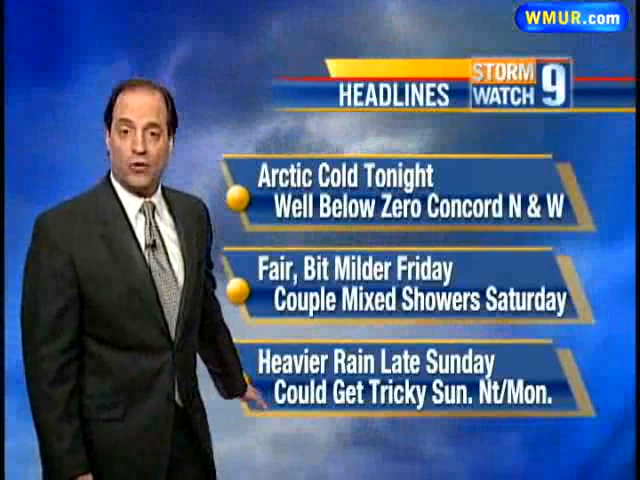 WMUR.com
STORM
HEADLINES WATCH 9
Arctic Cold Tonight
Well Below Zero Concord N & W
Fair, Bit Milder Friday
Couple Mixed Showers Saturday
Heavier Rain Late Sunday
Could Get Tricky Sun. Nt/Mon.